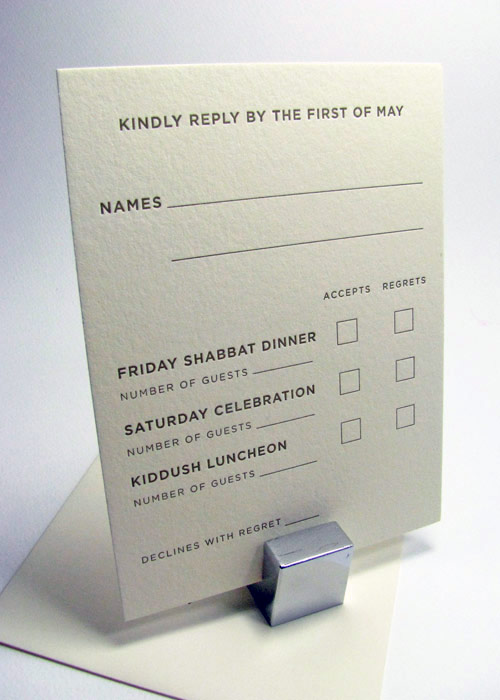 KINDLY REPLY BY THE FIRST OF MAY
NAMES
ACCEPTS REGRETS
FRIDAY SHABBAT DINNER
NUMBER OF GUESTS
SATURDAY CELEBRATION
NUMBER OF GUESTS
KIDDUSH LUNCHEON
NUMBER OF GUESTS
DECLINES WITH REGRET